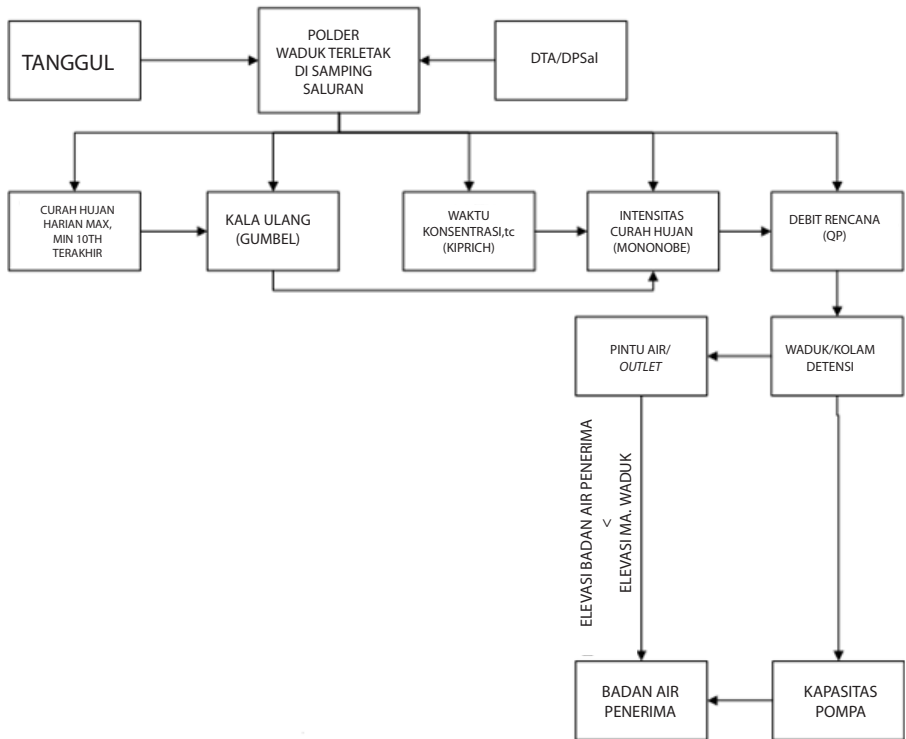 TANGGUL
POLDER
WADUK TERLETAK
DI SAMPING
SALURAN
DTA/DPSal
CURAH HUJAN
HARIAN MAX,
MIN 10TH
TERAKHIR
KALA ULANG
(GUMBEL)
WAKTU
KONSENTRASI,tc
(KIPRICH)
INTENSITAS
CURAH HUJAN
(MONONOBE)
DEBIT RENCANA
(QP)
PINTU AIR/
OUTLET
WADUK/KOLAM
DETENSI
ELEVASI BADAN AIR PENERIMA
<
ELEVASI MA. WADUK
BADAN AIR
PENERIMA
KAPASITAS
POMPA